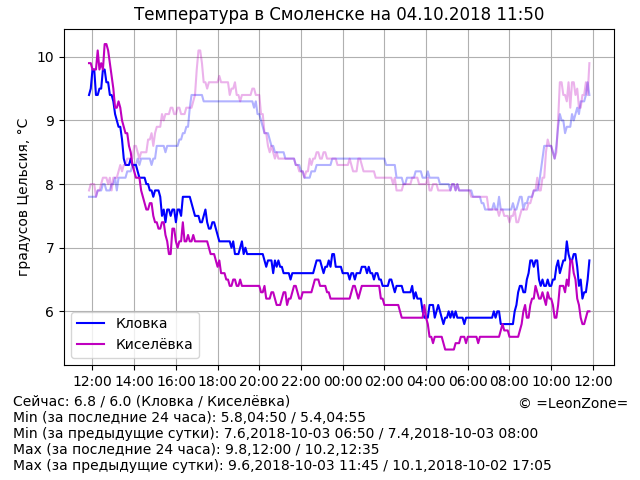 Температура в Смоленске на 04.10.2018 11:50
градусов Цельсия, °C
10
9
8
7
6
Кловка
Киселёвка
12:00 14:00 16:00 18:00 20:00 22:00 00:00 02:00 04:00 06:00 08:00 10:00 12:00
Сейчас: 6.8 / 6.0 (Кловка / Киселёвка)
© =LeonZone=
Min (за последние 24 часа): 5.8,04:50 / 5.4,04:55
Min (за предыдущие сутки): 7.6,2018-10-03 06:50 / 7.4,2018-10-03 08:00
Max (за последние 24 часа): 9.8,12:00 / 10.2,12:35
Max (за предыдущие сутки): 9.6,2018-10-03 11:45 / 10.1,2018-10-02 17:05